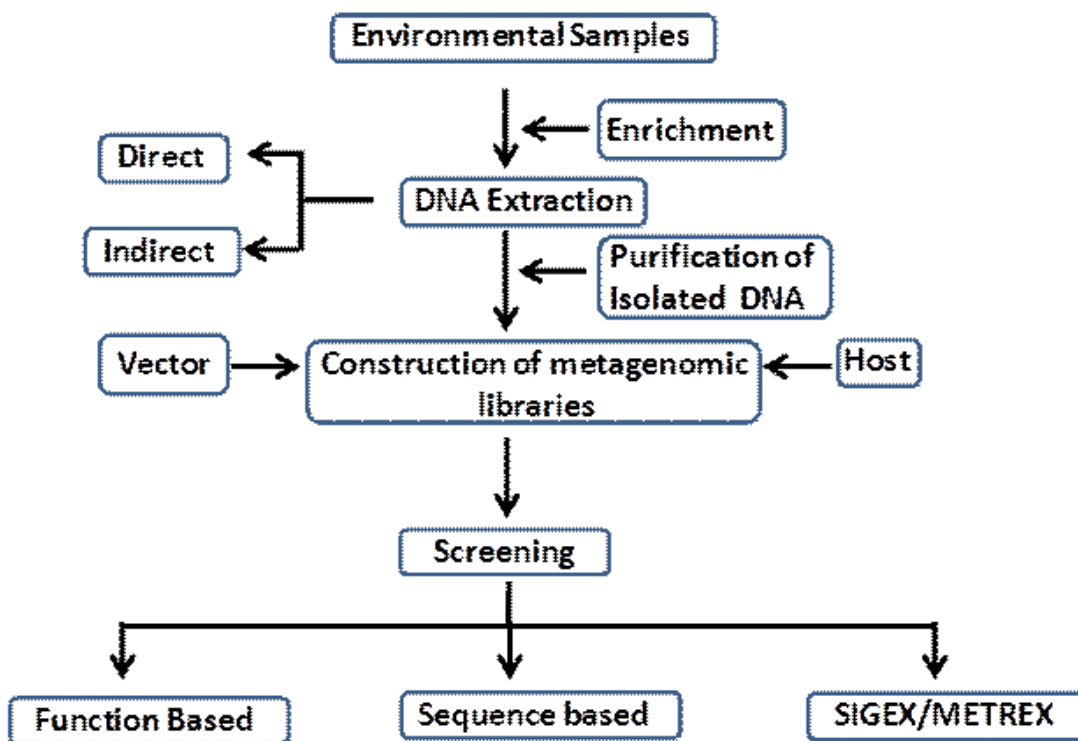 Environmental Samples
Enrichment
Direct
DNA Extraction
Indirect
Purification of
Isolated DNA
Vector
Construction of metagenomic
libraries
Host
Screening
Function Based
Sequence based
SIGEX/METREX